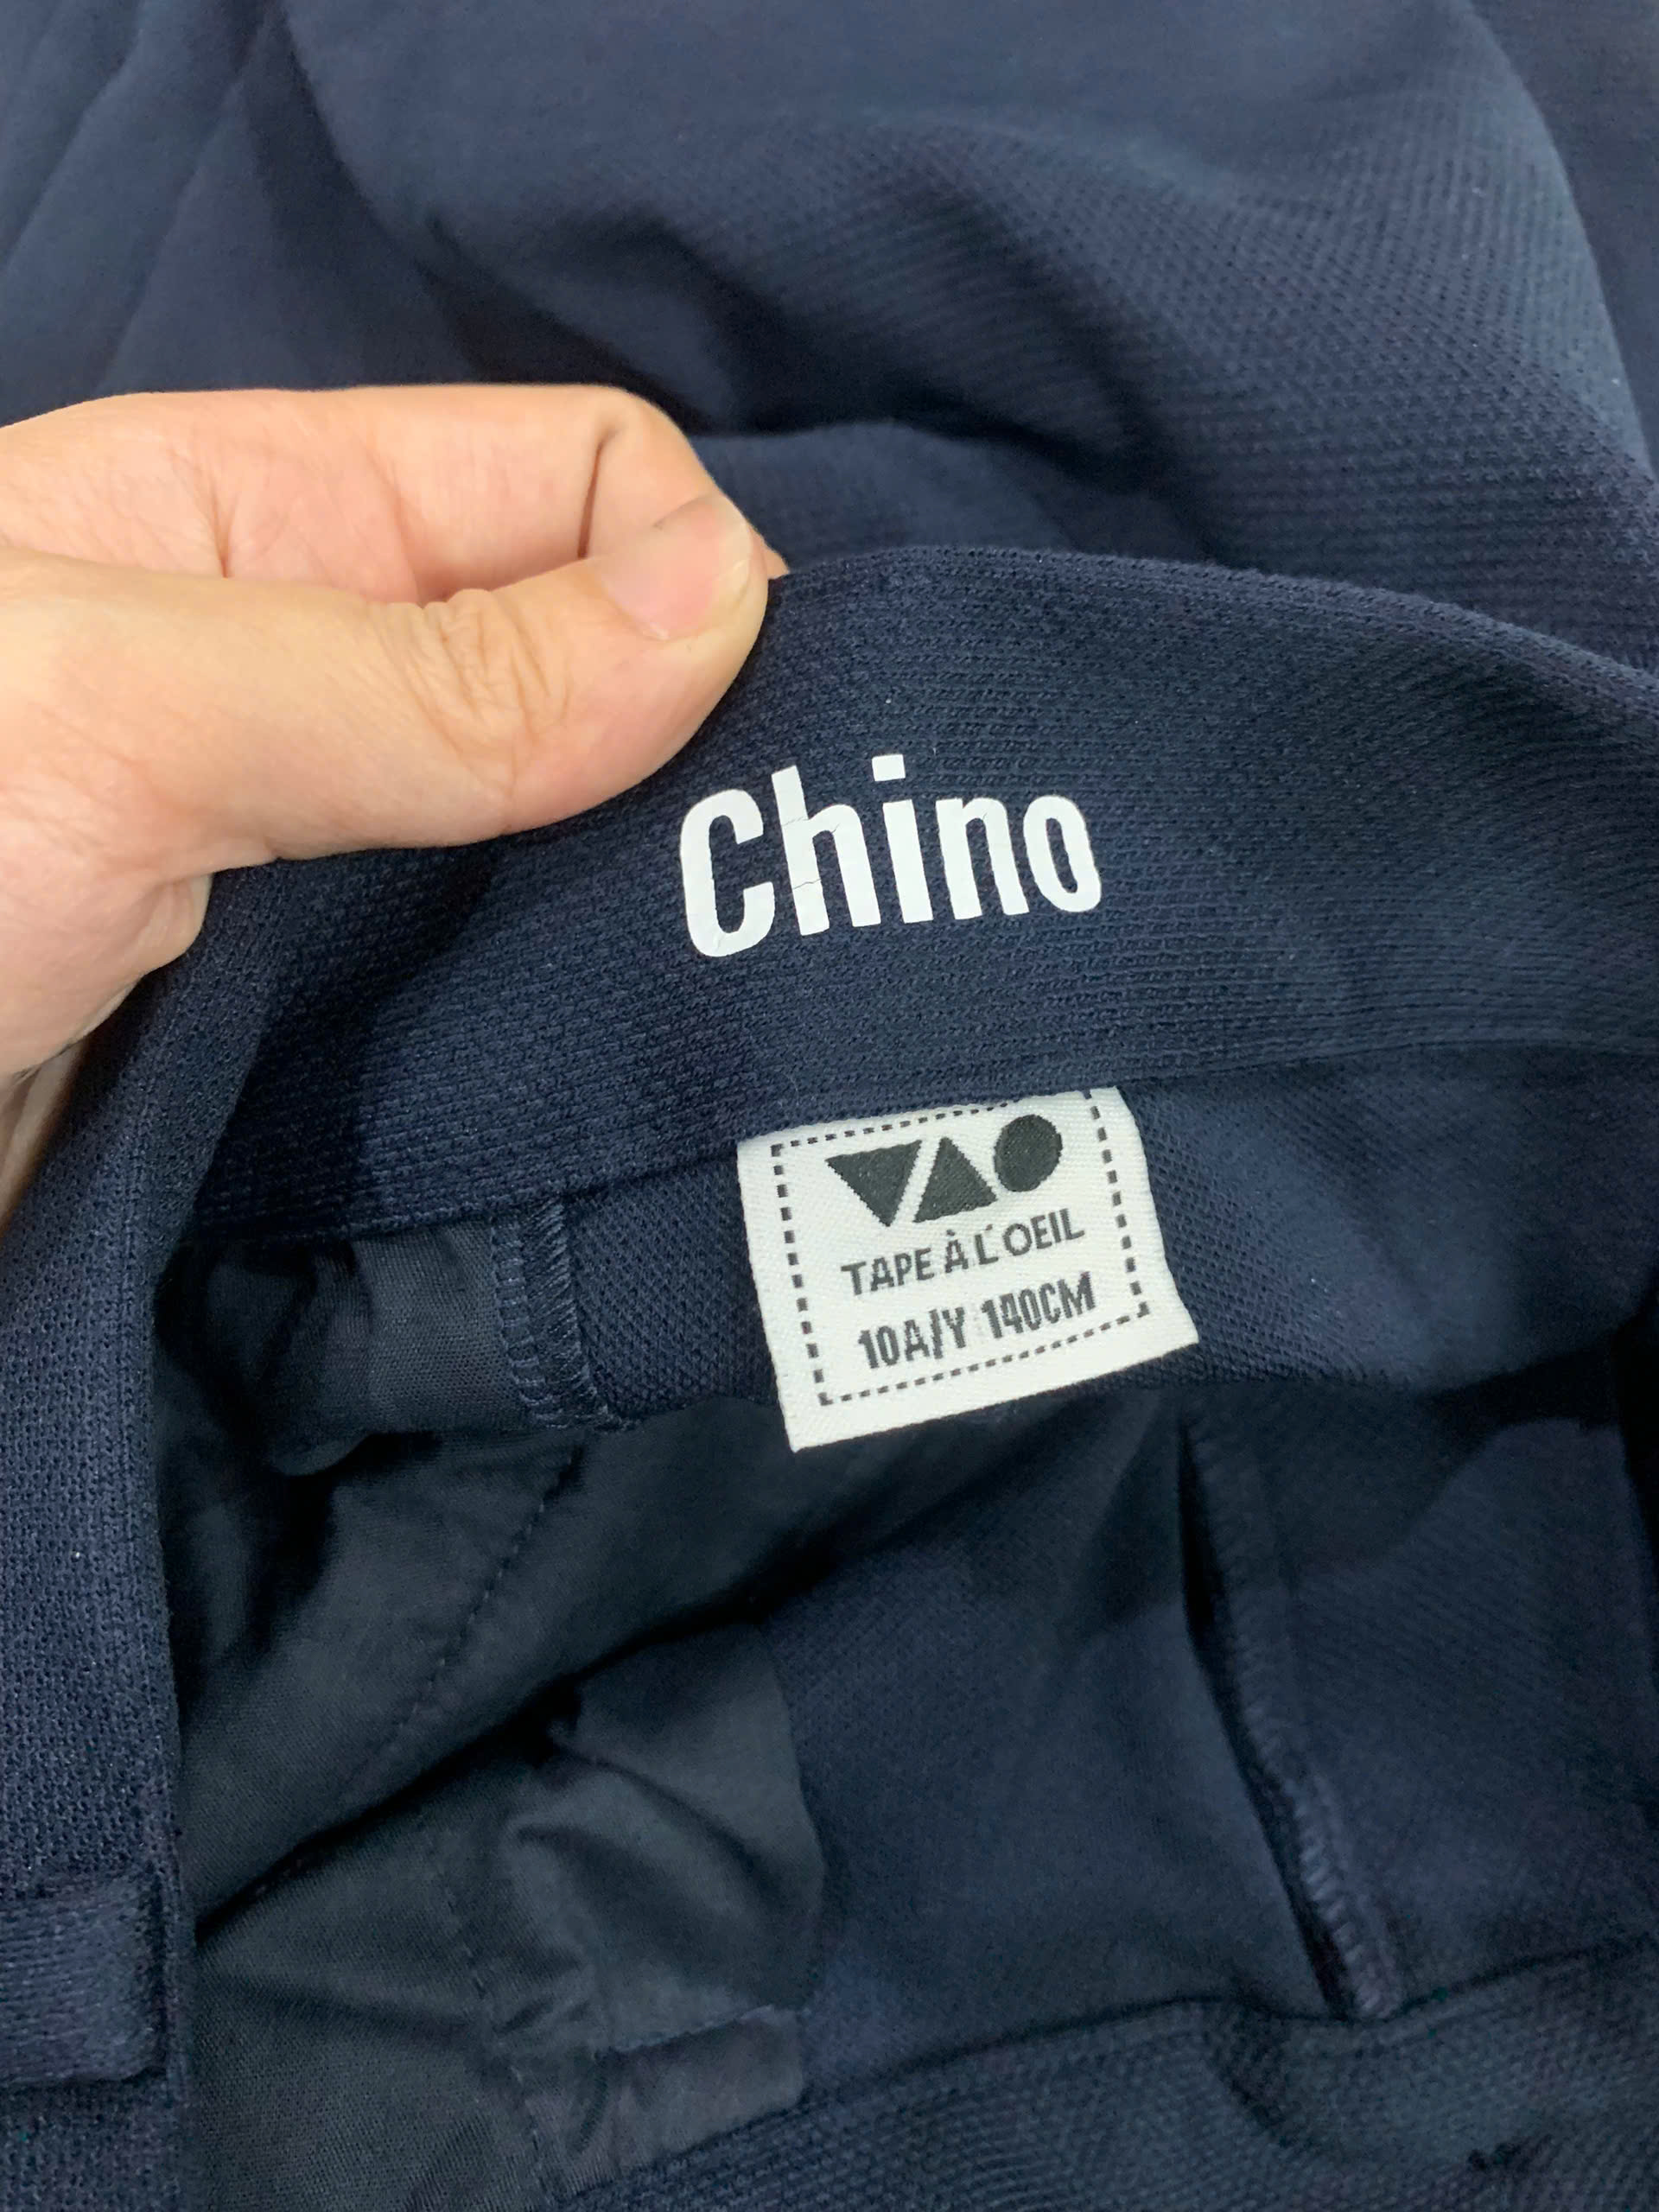 Chino
TAPE À L'OEIL
10A/Y 140CM